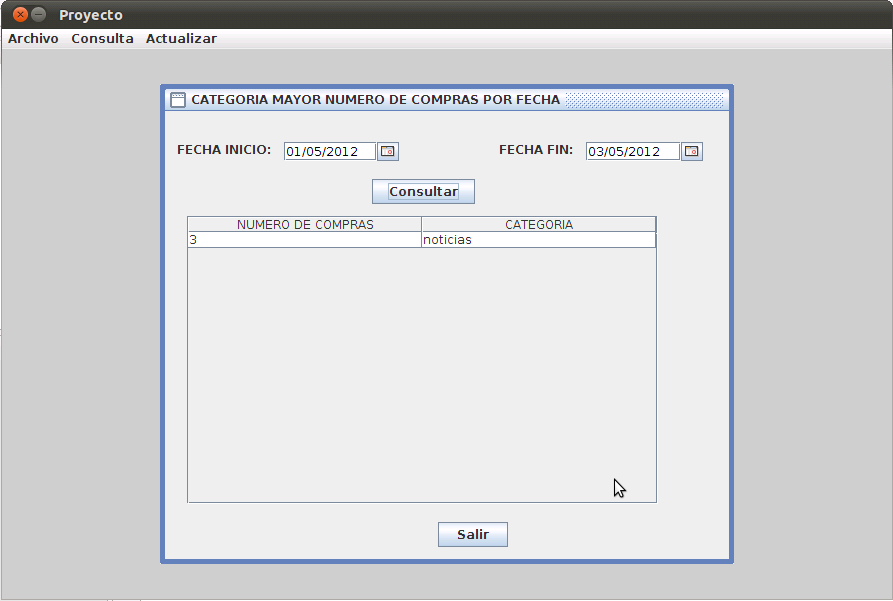 Proyecto
Archivo Consulta Actualizar
CATEGORIA MAYOR NUMERO DE COMPRAS POR FECHA
FECHA INICIO: 01/05/2012 FECHA FIN: 03/05/2012
Consultar
NUMERO DE COMPRAS CATEGORIA
3 noticias
Salir